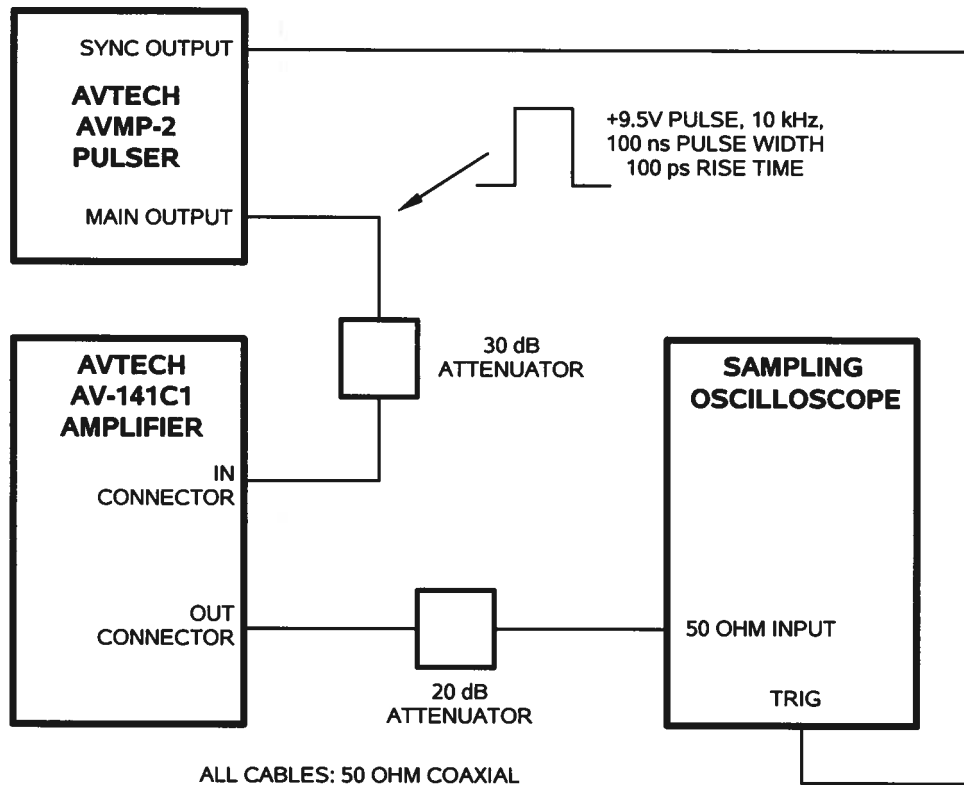 SYNC OUTPUT
AVTECH
AVMP-2
PULSER
MAIN OUTPUT
+9.5V PULSE, 10 kHz,
100 ns PULSE WIDTH
100 ps RISE TIME
30 dB
ATTENUATOR
AVTECH
AV-141C1
AMPLIFIER
IN
CONNECTOR
OUT
CONNECTOR
20 dB
ATTENUATOR
SAMPLING
OSCILLOSCOPE
50 OHM INPUT
TRIG
ALL CABLES: 50 OHM COAXIAL